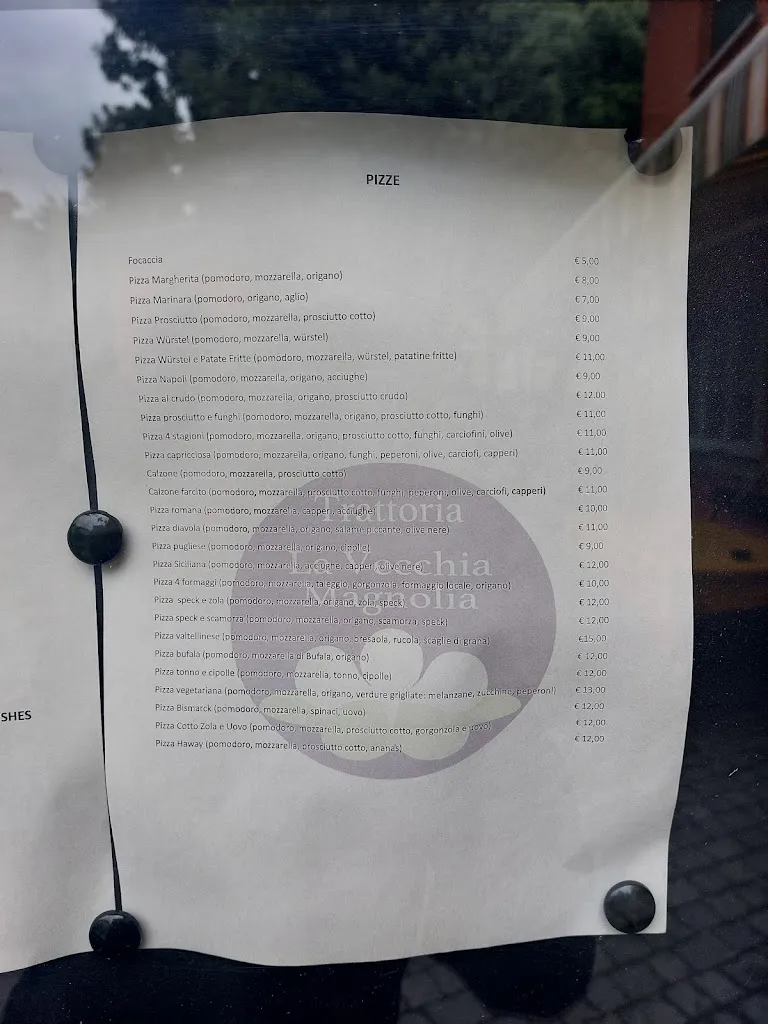 PIZZE
Focaccia € 5,00
Pizza Margherita (pomodoro, mozzarella, origano) € 8,00
Pizza Marinara (pomodoro, origano, aglio) € 7,00
Pizza Prosciutto (pomodoro, mozzarella, prosciutto cotto) € 9,00
Pizza Würstel (pomodoro, mozzarella, würstel) € 9,00
Pizza Würstel e Patate Fritte (pomodoro, mozzarella, würstel, patatine fritte) € 11,00
Pizza Napoli (pomodoro, mozzarella, origano, acciughe) € 9,00
Pizza al crudo (pomodoro, mozzarella, origano, prosciutto crudo) € 12,00
Pizza prosciutto e funghi (pomodoro, mozzarella, origano, prosciutto cotto, funghi) € 11,00
Pizza 4 stagioni (pomodoro, mozzarella, origano, prosciutto cotto, funghi, carciofini, olive) € 11,00
Pizza capricciosa (pomodoro, mozzarella, origano, funghi, peperoni, olive, carciofi, capperi) € 11,00
Calzone (pomodoro, mozzarella, prosciutto cotto) € 9,00
Calzone farcito (pomodoro, mozzarella, prosciutto cotto, funghi, peperoni, olive, carciofi, capperi) € 11,00
Pizza romana (pomodoro, mozzarella, capperi, acciughe) € 10,00
Pizza diavola (pomodoro, mozzarella, origano, salame piccante, olive nere) € 11,00
Pizza pugliese (pomodoro, mozzarella, origano, cipolle) € 9,00
Pizza Siciliana (pomodoro, mozzarella, acciughe, capperi, olive nere) € 12,00
Pizza 4 formaggi (pomodoro, mozzarella, taleggio, gorgonzola, formaggio locale, origano) € 10,00
Pizza speck e zola (pomodoro, mozzarella, origano, zola, speck) € 12,00
Pizza speck e scamorza (pomodoro, mozzarella, origano, scamorza, speck) € 12,00
Pizza valtellinese (pomodoro, mozzarella, origano, bresaola, rucola, scaglie di grana) €15,00
Pizza bufala (pomodoro, mozzarella di Bufala, origano) € 12,00
Pizza tonno e cipolle (pomodoro, mozzarella, tonno, cipolle) € 12,00
Pizza vegetariana (pomodoro, mozzarella, origano, verdure grigliate: melanzane, zucchine, peperoni) € 13,00
Pizza Bismarck (pomodoro, mozzarella, spinaci, uovo) € 12,00
Pizza Cotto Zola e Uovo (pomodoro, mozzarella, prosciutto cotto, gorgonzola e uovo) € 12,00
Pizza Haway (pomodoro, mozzarella, prosciutto cotto, ananas) € 12,00
Trattoria
La Vecchia
Magnolia
SHES